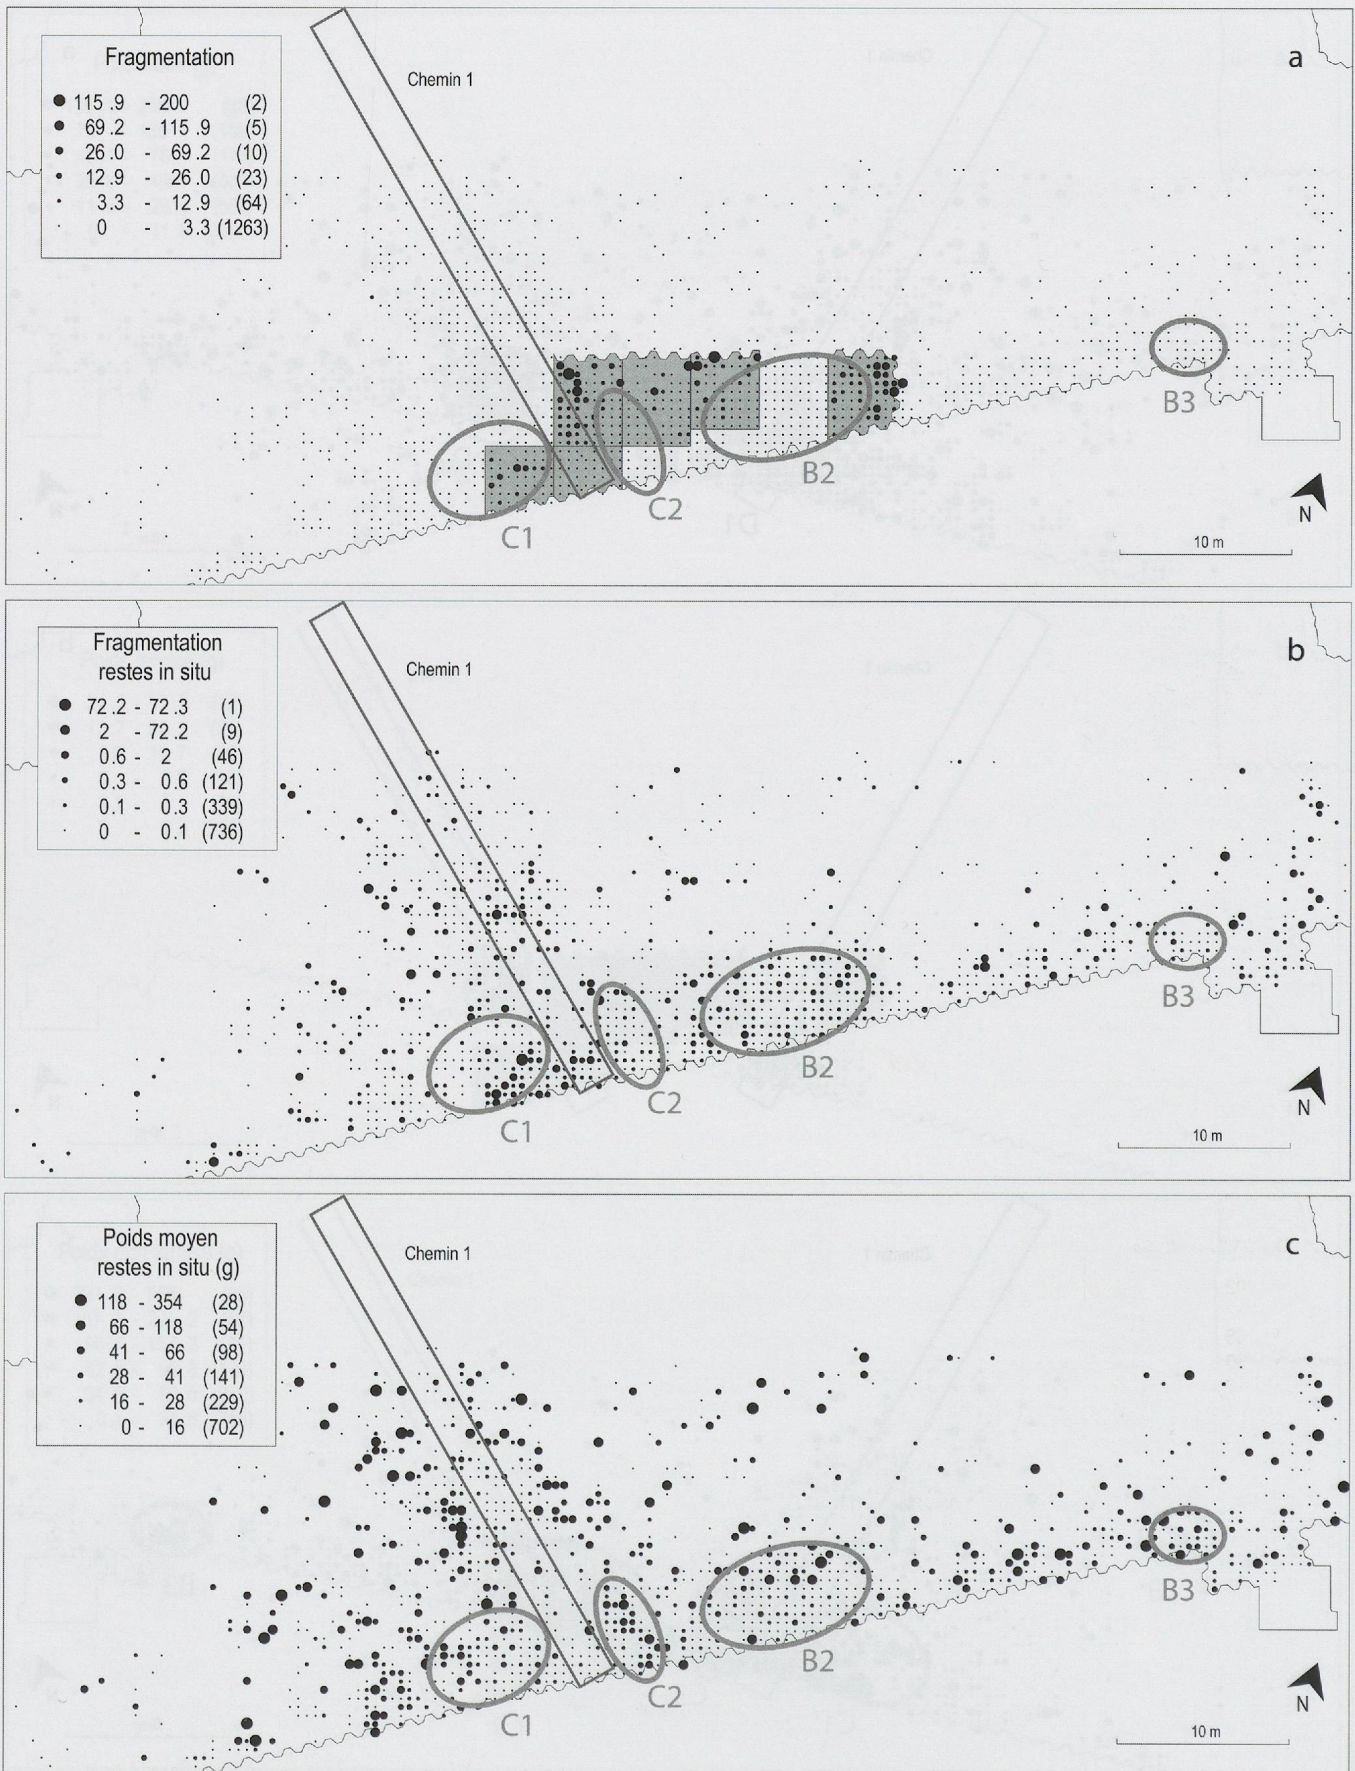 a
Fragmentation
115 .9 - 200 (2)
69 .2 - 115 .9 (5)
26 .0 - 69 .2 (10)
12 .9 - 26 .0 (23)
3.3 - 12 .9 (64)
0 - 3.3 (1263)
Chemin 1
B3
B2
C2
C1
N
10 m
b
Fragmentation
restes in situ
72 .2 - 72 .3 (1)
2 - 72 .2 (9)
0.6 - 2 (46)
0.3 - 0.6 (121)
0.1 - 0.3 (339)
0 - 0.1 (736)
Chemin 1
B3
B2
C2
C1
N
10 m
c
Poids moyen
restes in situ (g)
118 - 354 (28)
66 - 118 (54)
41 - 66 (98)
28 - 41 (141)
16 - 28 (229)
0 - 16 (702)
Chemin 1
B3
B2
C2
C1
N
10 m